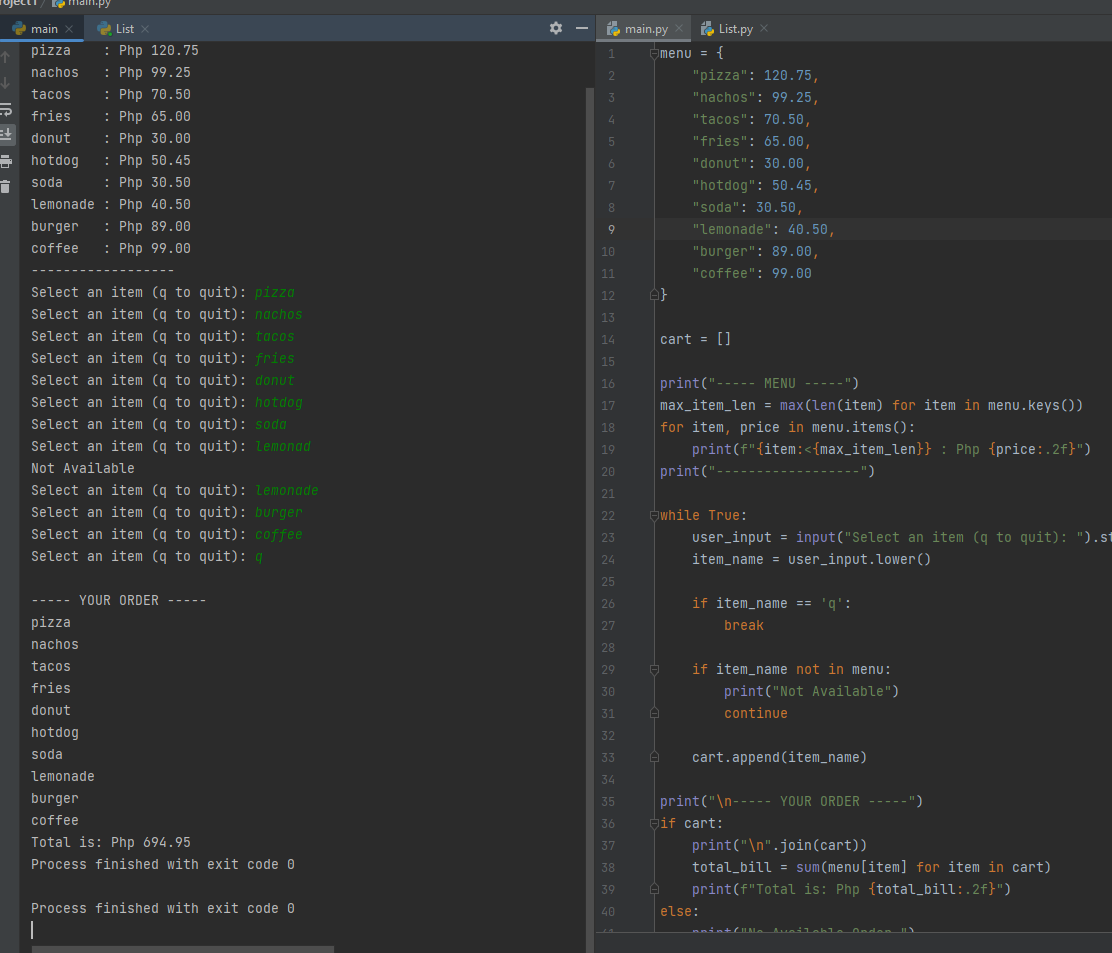 main.py
main
List
pizza    : Php 120.75
nachos   : Php 99.25
tacos    : Php 70.50
fries    : Php 65.00
donut    : Php 30.00
hotdog   : Php 50.45
soda     : Php 30.50
lemonade : Php 40.50
burger   : Php 89.00
coffee   : Php 99.00
------------------
Select an item (q to quit): pizza
Select an item (q to quit): nachos
Select an item (q to quit): tacos
Select an item (q to quit): fries
Select an item (q to quit): donut
Select an item (q to quit): hotdog
Select an item (q to quit): soda
Select an item (q to quit): lemonad
Not Available
Select an item (q to quit): lemonade
Select an item (q to quit): burger
Select an item (q to quit): coffee
Select an item (q to quit): q

----- YOUR ORDER -----
pizza
nachos
tacos
fries
donut
hotdog
soda
lemonade
burger
coffee
Total is: Php 694.95
Process finished with exit code 0

Process finished with exit code 0
main.py
List.py
1 menu = {
2     "pizza": 120.75,
3     "nachos": 99.25,
4     "tacos": 70.50,
5     "fries": 65.00,
6     "donut": 30.00,
7     "hotdog": 50.45,
8     "soda": 30.50,
9     "lemonade": 40.50,
10     "burger": 89.00,
11     "coffee": 99.00
12 }
13
14 cart = []
15
16 print("----- MENU -----")
17 max_item_len = max(len(item) for item in menu.keys())
18 for item, price in menu.items():
19     print(f"{item:<{max_item_len}} : Php {price:.2f}")
20 print("------------------")
21
22 while True:
23     user_input = input("Select an item (q to quit): ").st
24     item_name = user_input.lower()
25
26     if item_name == 'q':
27         break
28
29     if item_name not in menu:
30         print("Not Available")
31         continue
32
33     cart.append(item_name)
34
35 print("\n----- YOUR ORDER -----")
36 if cart:
37     print("\n".join(cart))
38     total_bill = sum(menu[item] for item in cart)
39     print(f"Total is: Php {total_bill:.2f}")
40 else:
41     print("No Available Order.")